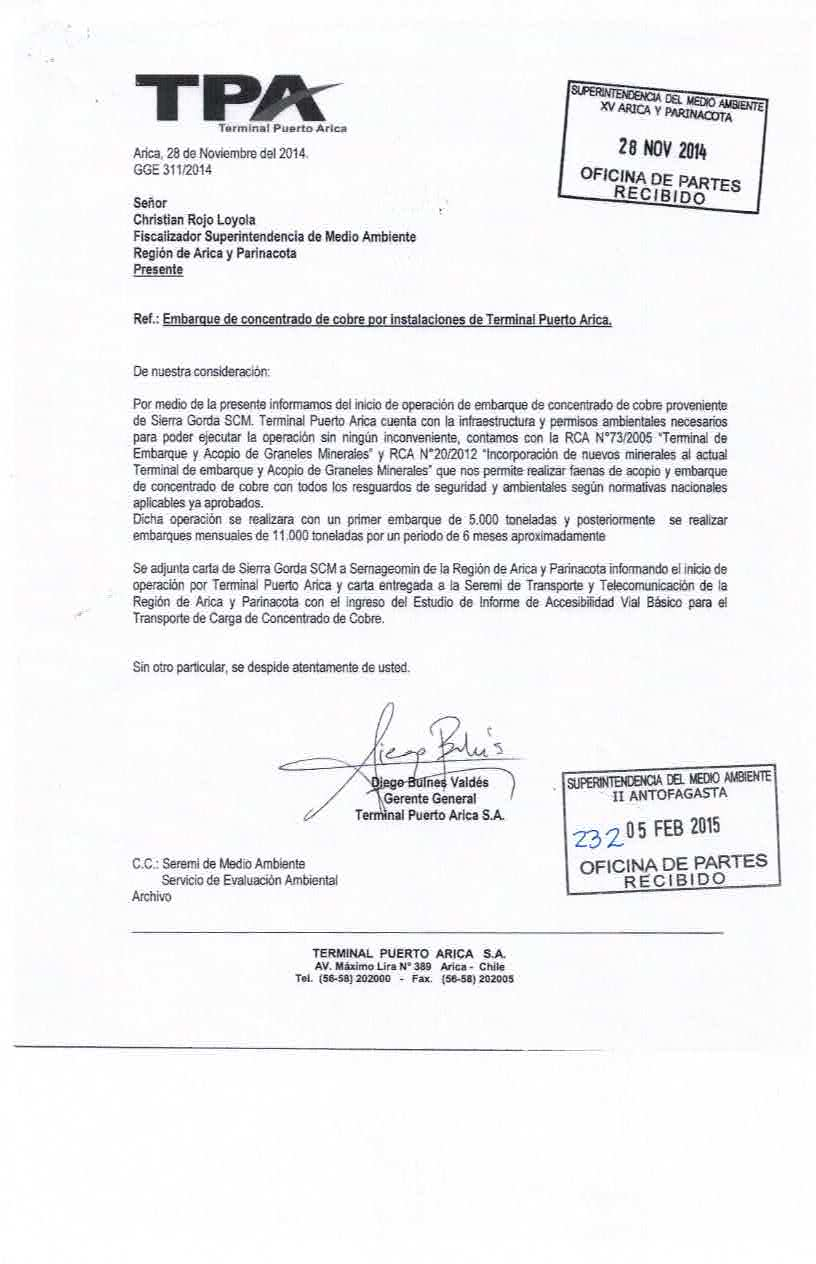 TPA
Terminal Puerto Arica
SUPERINTENDENCIA DEL MEDIO AMBIENTE
XV ARICA Y PARINACOTA
28 NOV 2014
OFICINA DE PARTES
RECIBIDO
Arica, 28 de Noviembre del 2014.
GGE 311/2014
Señor
Christian Rojo Loyola
Fiscalizador Superintendencia de Medio Ambiente
Región de Arica y Parinacota
Presente
Ref.: Embarque de concentrado de cobre por instalaciones de Terminal Puerto Arica.
De nuestra consideración:
Por medio de la presente informamos del inicio de operación de embarque de concentrado de cobre proveniente
de Sierra Gorda SCM. Terminal Puerto Arica cuenta con la infraestructura y permisos ambientales necesarios
para poder ejecutar la operación sin ningún inconveniente, contamos con la RCA N°73/2005 "Terminal de
Embarque y Acopio de Graneles Minerales" y RCA N°20/2012 "Incorporación de nuevos minerales al actual
Terminal de embarque y Acopio de Graneles Minerales" que nos permite realizar faenas de acopio y embarque
de concentrado de cobre con todos los resguardos de seguridad y ambientales según normativas nacionales
aplicables ya aprobados.
Dicha operación se realizara con un primer embarque de 5.000 toneladas y posteriormente se realizar
embarques mensuales de 11.000 toneladas por un periodo de 6 meses aproximadamente
Se adjunta carta de Sierra Gorda SCM a Sernageomin de la Región de Arica y Parinacota informando el inicio de
operación por Terminal Puerto Arica y carta entregada a la Seremi de Transporte y Telecomunicación de la
Región de Arica y Parinacota con el ingreso del Estudio de Informe de Accesibilidad Vial Básico para el
Transporte de Carga de Concentrado de Cobre.
Sin otro particular, se despide atentamente de usted.
Diego Bulnes
Diego Bulnes Valdés
Gerente General
Terminal Puerto Arica S.A.
SUPERINTENDENCIA DEL MEDIO AMBIENTE
II ANTOFAGASTA
232 05 FEB 2015
OFICINA DE PARTES
RECIBIDO
C.C.: Seremi de Medio Ambiente
Servicio de Evaluación Ambiental
Archivo
TERMINAL PUERTO ARICA S.A.
AV. Máximo Lira N° 389 Arica - Chile
Tel. (56-58) 202000 - Fax. (56-58) 202005